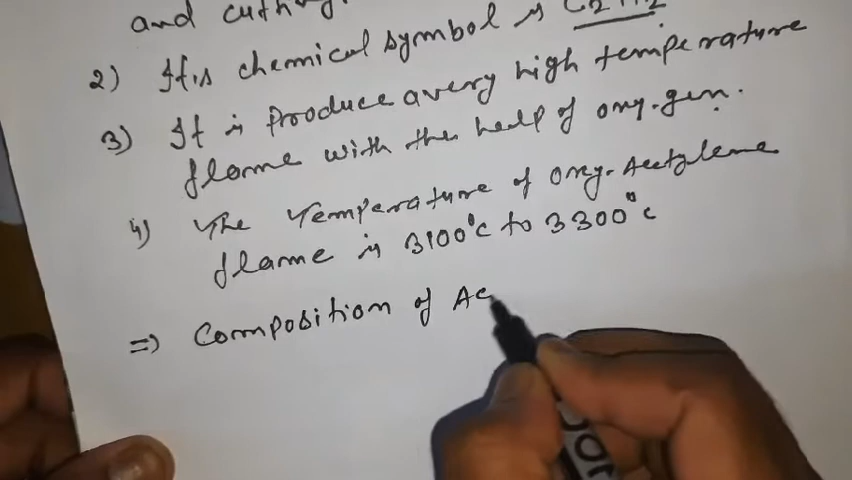 and cutting.
2) It is chemical symbol is C2H2
3) It is Produce a very high temperature
flame with the help of oxy-gen.
4) The Temperature of Oxy-Acetylene
flame is 3100°C to 3300°C
⇒ Composition of Ac